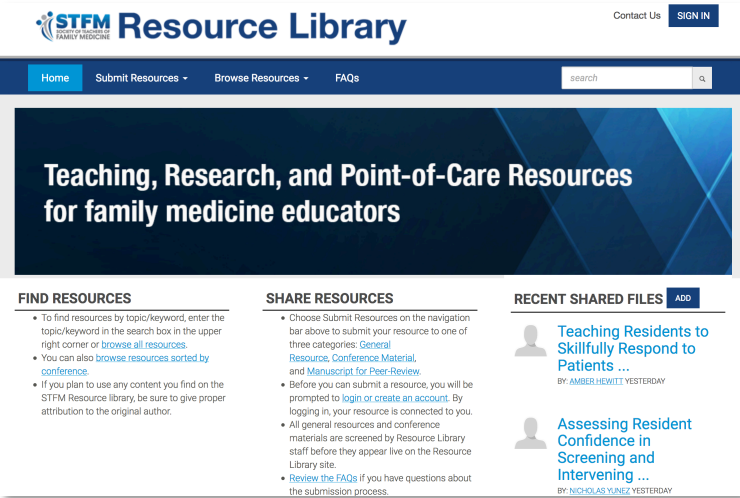 STFM
SOCIETY OF TEACHERS OF
FAMILY MEDICINE
Resource Library
Contact Us
SIGN IN
Home
Submit Resources
Browse Resources
FAQs
search
Teaching, Research, and Point-of-Care Resources
for family medicine educators
FIND RESOURCES
To find resources by topic/keyword, enter the
topic/keyword in the search box in the upper
right corner or browse all resources.
You can also browse resources sorted by
conference.
If you plan to use any content you find on the
STFM Resource library, be sure to give proper
attribution to the original author.
SHARE RESOURCES
Choose Submit Resources on the navigation
bar above to submit your resource to one of
three categories: General
Resource, Conference Material,
and Manuscript for Peer-Review.
Before you can submit a resource, you will be
prompted to login or create an account. By
logging in, your resource is connected to you.
All general resources and conference
materials are screened by Resource Library
staff before they appear live on the Resource
Library site.
Review the FAQs if you have questions about
the submission process.
RECENT SHARED FILES
ADD
Teaching Residents to
Skillfully Respond to
Patients ...
BY: AMBER HEWITT YESTERDAY
Assessing Resident
Confidence in
Screening and
Intervening ...
BY: NICHOLAS YUNEZ YESTERDAY